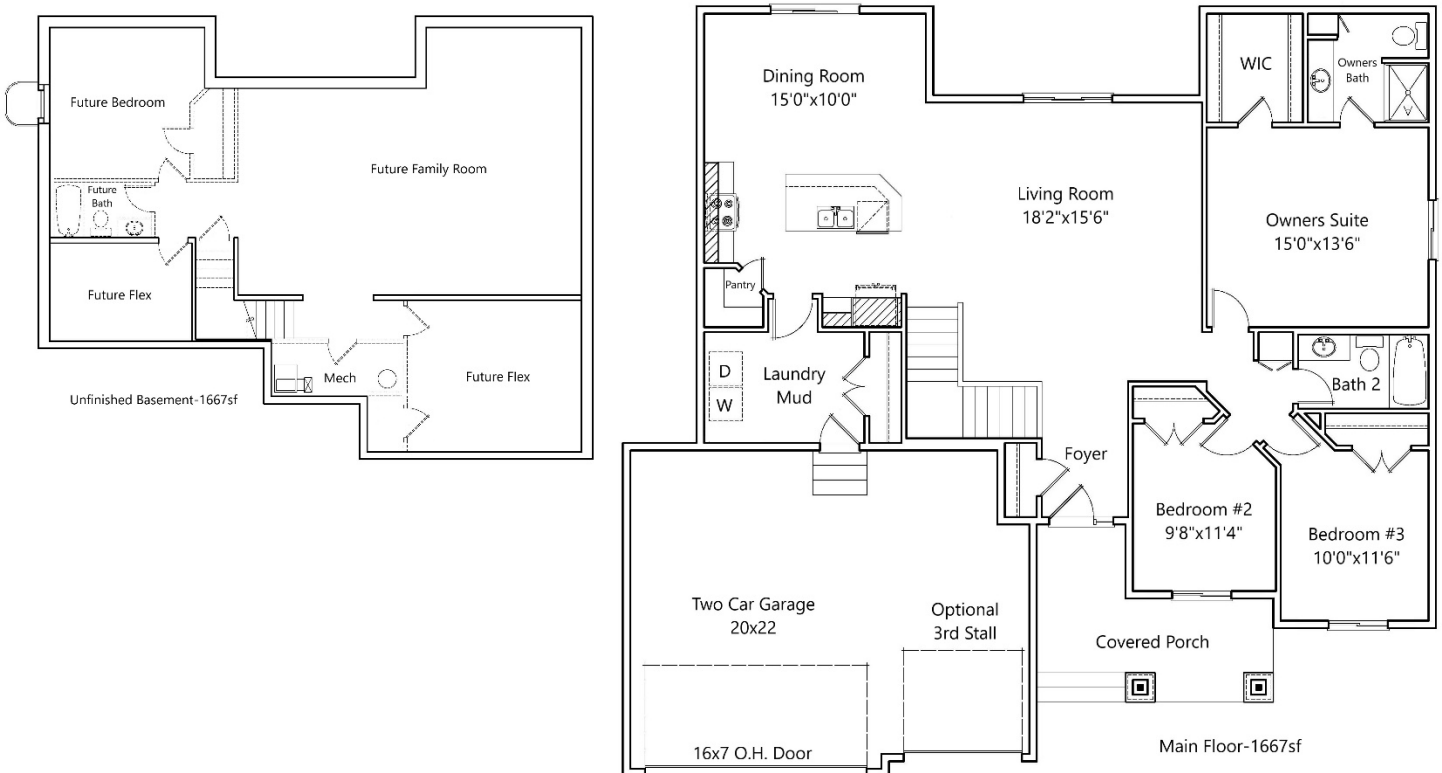 Future Bedroom
Future
Bath
Future Family Room
Future Flex
Mech
Future Flex
Unfinished Basement-1667sf
Dining Room
15'0"x10'0"
WIC
Owners
Bath
Living Room
18'2"x15'6"
Owners Suite
15'0"x13'6"
Pantry
D
W
Laundry
Mud
Bath 2
Foyer
Bedroom #2
9'8"x11'4"
Bedroom #3
10'0"x11'6"
Two Car Garage
20x22
Optional
3rd Stall
Covered Porch
16x7 O.H. Door
Main Floor-1667sf